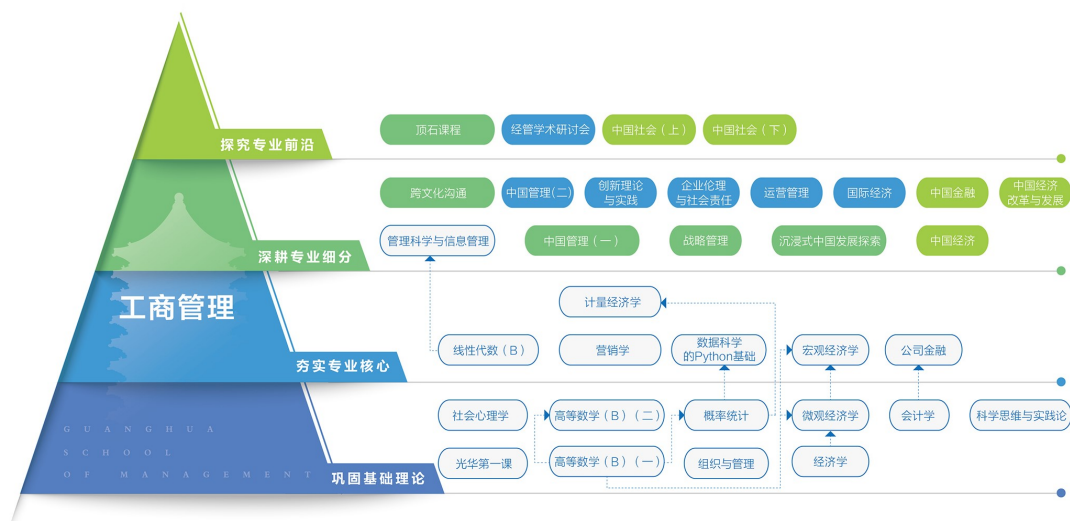 探究专业前沿
顶石课程
经管学术研讨会
中国社会（上）
中国社会（下）
跨文化沟通
中国管理(二)
创新理论
与实践
企业伦理
与社会责任
运营管理
国际经济
中国金融
中国经济
改革与发展
管理科学与信息管理
中国管理（一）
战略管理
沉浸式中国发展探索
中国经济
深耕专业细分
工商管理
计量经济学
线性代数（B）
营销学
数据科学
的Python基础
宏观经济学
公司金融
夯实专业核心
社会心理学
高等数学（B）（二）
概率统计
微观经济学
会计学
科学思维与实践论
GUANGHUA
SCHOOL
OF MANAGEMENT
光华第一课
高等数学（B）（一）
组织与管理
经济学
巩固基础理论